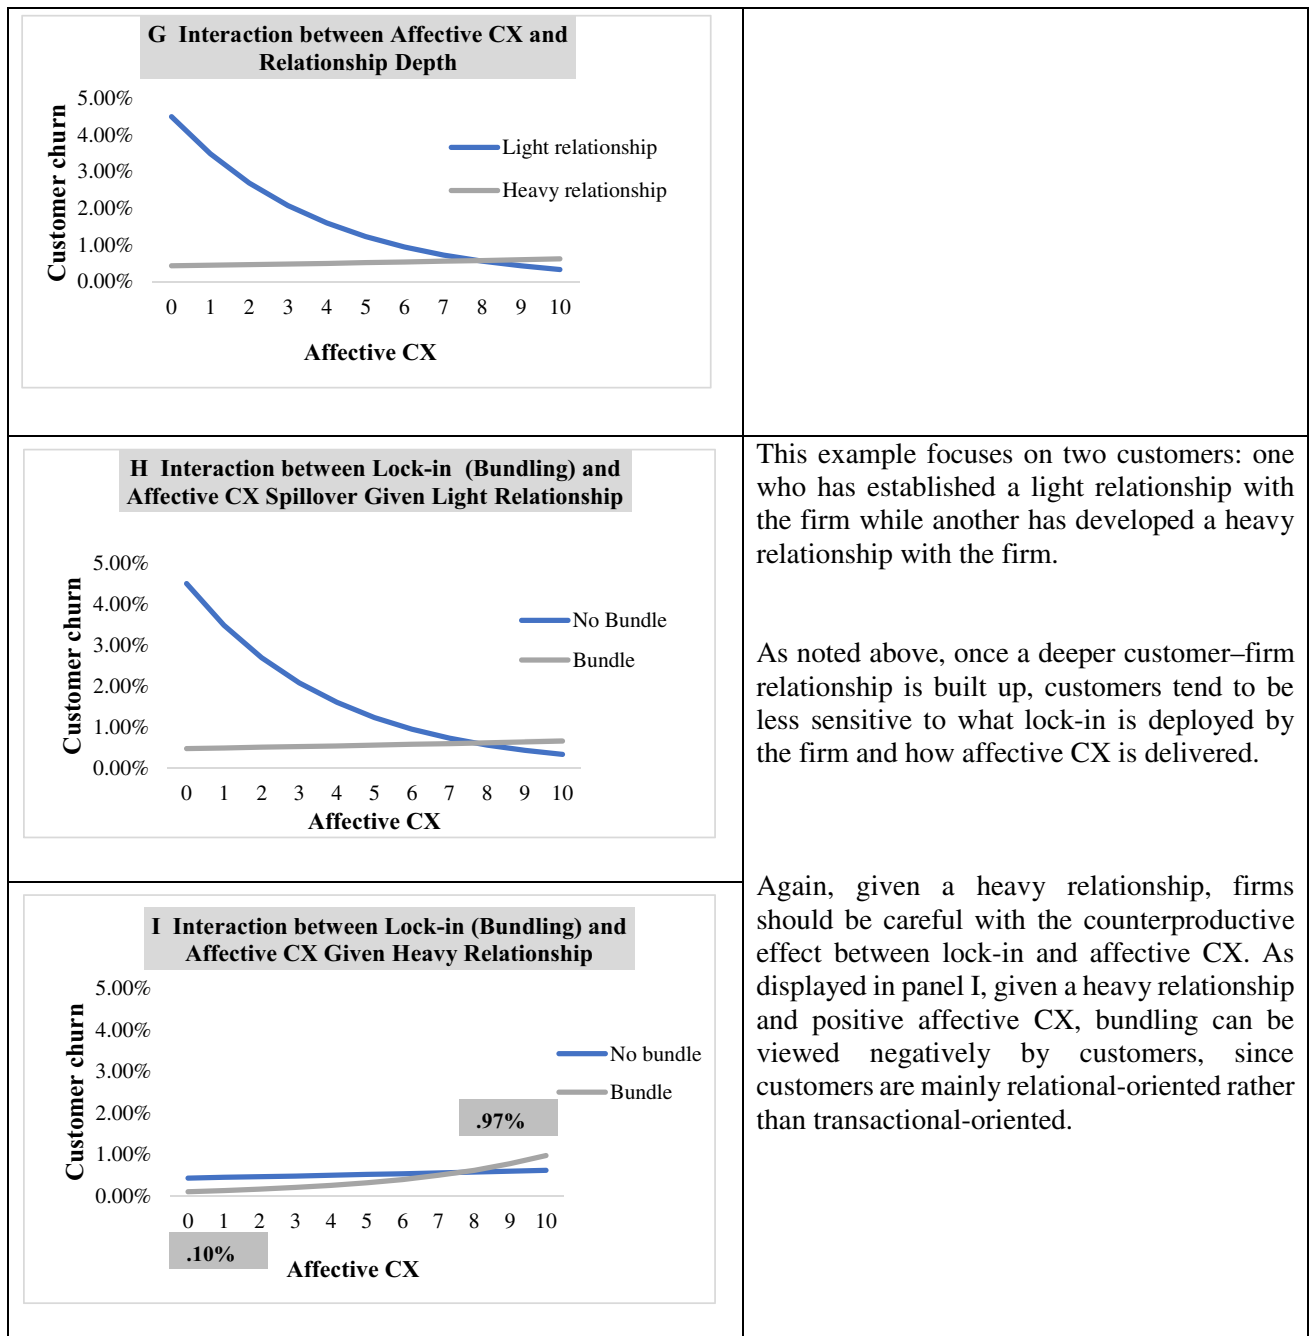 G Interaction between Affective CX and
Relationship Depth
Customer churn
5.00%
4.00%
3.00%
2.00%
1.00%
0.00%
Light relationship
Heavy relationship
0 1 2 3 4 5 6 7 8 9 10
Affective CX
H Interaction between Lock-in (Bundling) and
Affective CX Spillover Given Light Relationship
Customer churn
5.00%
4.00%
3.00%
2.00%
1.00%
0.00%
No Bundle
Bundle
0 1 2 3 4 5 6 7 8 9 10
Affective CX
This example focuses on two customers: one
who has established a light relationship with
the firm while another has developed a heavy
relationship with the firm.
As noted above, once a deeper customer–firm
relationship is built up, customers tend to be
less sensitive to what lock-in is deployed by
the firm and how affective CX is delivered.
I Interaction between Lock-in (Bundling) and
Affective CX Given Heavy Relationship
Customer churn
5.00%
4.00%
3.00%
2.00%
1.00%
0.00%
No bundle
Bundle
.97%
0 1 2 3 4 5 6 7 8 9 10
.10%
Affective CX
Again, given a heavy relationship, firms
should be careful with the counterproductive
effect between lock-in and affective CX. As
displayed in panel I, given a heavy relationship
and positive affective CX, bundling can be
viewed negatively by customers, since
customers are mainly relational-oriented rather
than transactional-oriented.